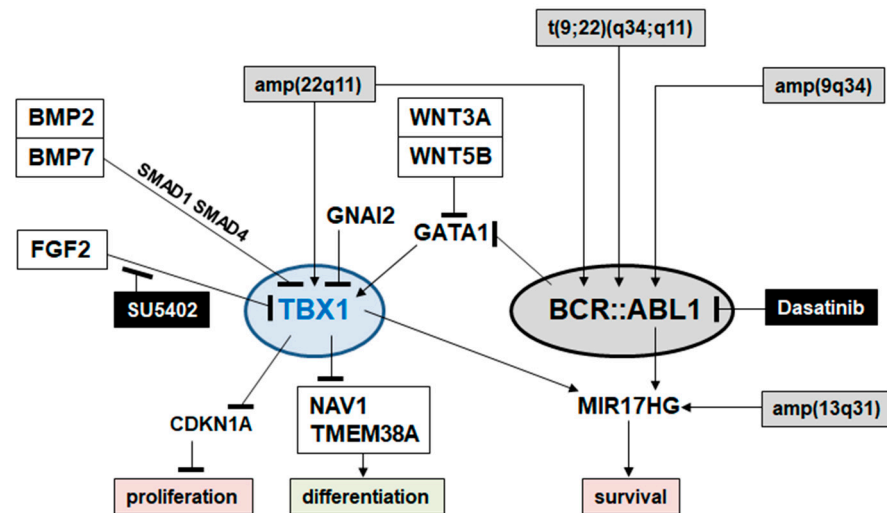 t(9;22)(q34;q11)
amp(22q11)
amp(9q34)
BMP2
BMP7
WNT3A
WNT5B
SMAD1 SMAD4
GNAI2
GATA1
FGF2
SU5402
TBX1
BCR::ABL1
Dasatinib
CDKN1A
NAV1
TMEM38A
MIR17HG
amp(13q31)
proliferation
differentiation
survival